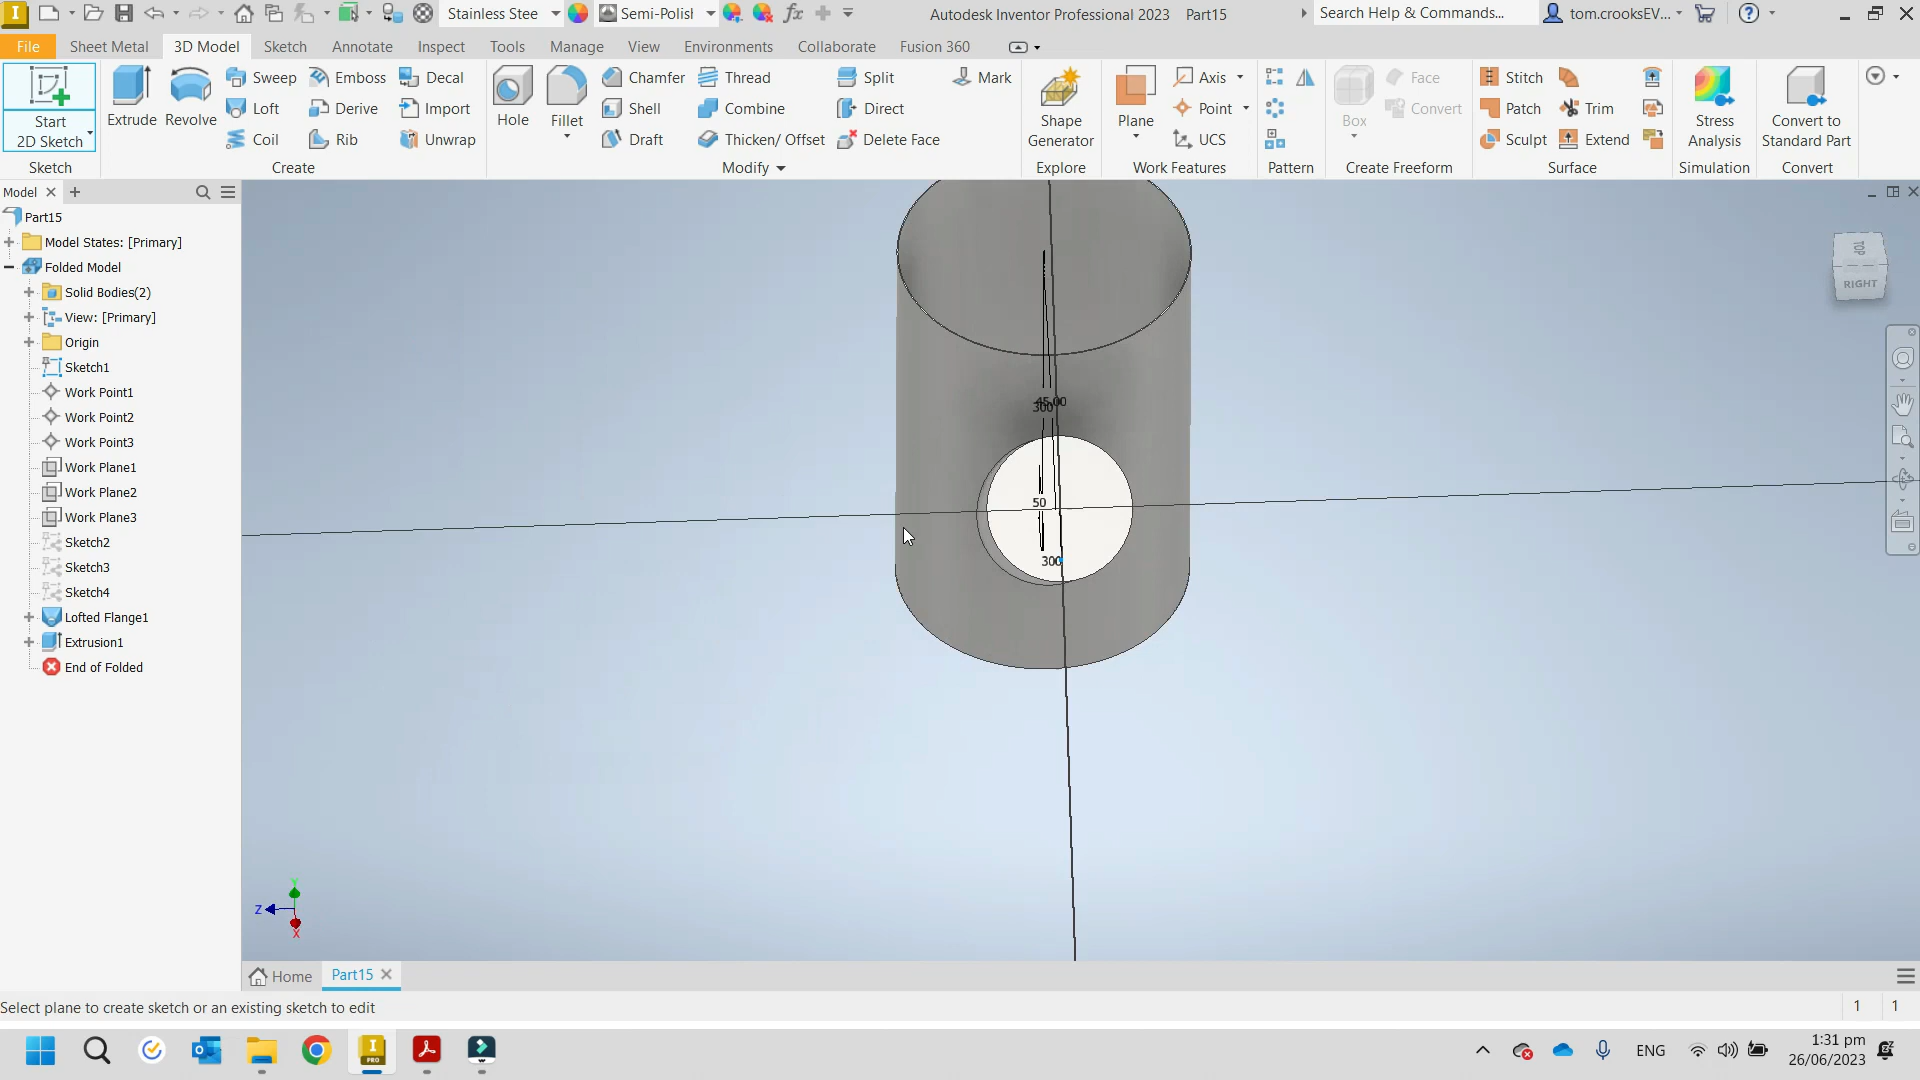 Stainless Stee
Semi-Polisl
fx
Autodesk Inventor Professional 2023 Part15
Search Help & Commands...
tom.crooksEV...
File
Sheet Metal
3D Model
Sketch
Annotate
Inspect
Tools
Manage
View
Environments
Collaborate
Fusion 360
Start
2D Sketch
Extrude
Revolve
Sweep
Loft
Coil
Emboss
Derive
Rib
Decal
Import
Unwrap
Hole
Fillet
Chamfer
Shell
Draft
Thread
Combine
Thicken/ Offset
Split
Direct
Delete Face
Mark
Shape
Generator
Plane
Axis
Point
UCS
Box
Face
Convert
Stitch
Patch
Sculpt
Trim
Extend
Stress
Analysis
Convert to
Standard Part
Sketch
Create
Modify
Explore
Work Features
Pattern
Create Freeform
Surface
Simulation
Convert
Model
Part15
Model States: [Primary]
Folded Model
Solid Bodies(2)
View: [Primary]
Origin
Sketch1
Work Point1
Work Point2
Work Point3
Work Plane1
Work Plane2
Work Plane3
Sketch2
Sketch3
Sketch4
Lofted Flange1
Extrusion1
End of Folded
TOP
RIGHT
45.00
300
50
300
Y
Z
X
Home
Part15
Select plane to create sketch or an existing sketch to edit
1 1
ENG
1:31 pm
26/06/2023